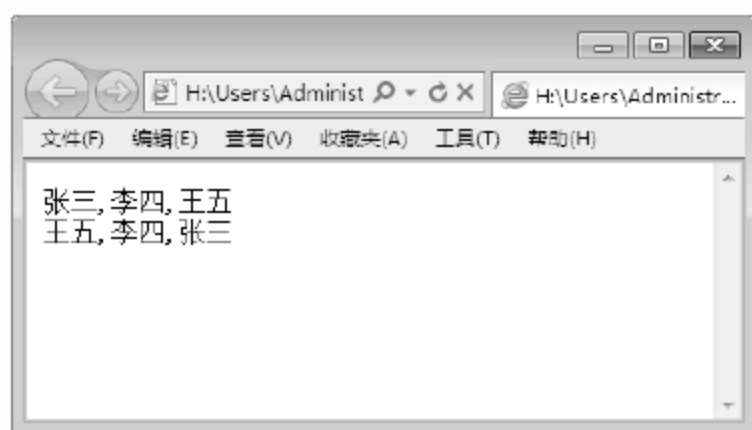 H:\Users\Administ
H:\Users\Administr...
文件(F) 编辑(E) 查看(V) 收藏夹(A) 工具(T) 帮助(H)
张三, 李四, 王五
王五, 李四, 张三